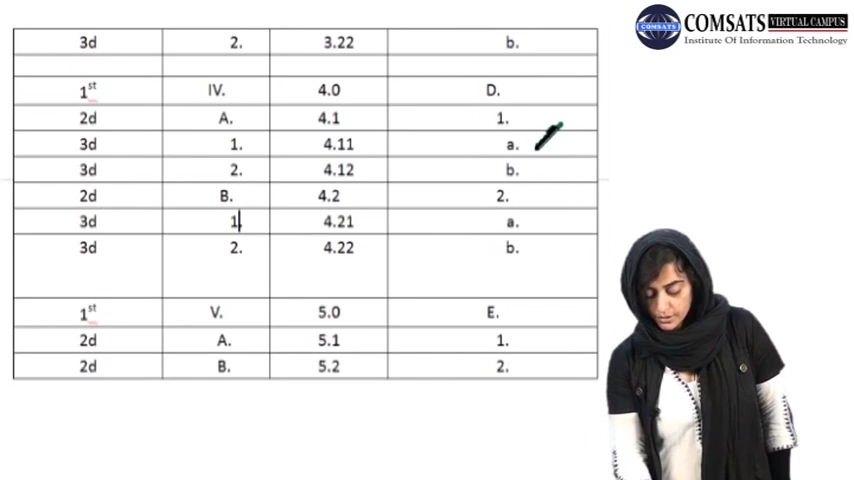 COMSATS VIRTUAL CAMPUS
COMSATS
Institute Of Information Technology
3d 2. 3.22 b.
1st IV. 4.0 D.
2d A. 4.1 1.
3d 1. 4.11 a.
3d 2. 4.12 b.
2d B. 4.2 2.
3d 1. 4.21 a.
3d 2. 4.22 b.
1st V. 5.0 E.
2d A. 5.1 1.
2d B. 5.2 2.